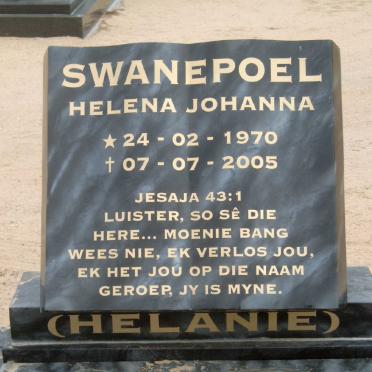 SWANEPOEL
HELENA JOHANNA
★ 24 - 02 - 1970
† 07 - 07 - 2005
JESAJA 43:1
LUISTER, SO SÊ DIE
HERE... MOENIE BANG
WEES NIE, EK VERLOS JOU,
EK HET JOU OP DIE NAAM
GEROEP, JY IS MYNE.
(HELANIE)